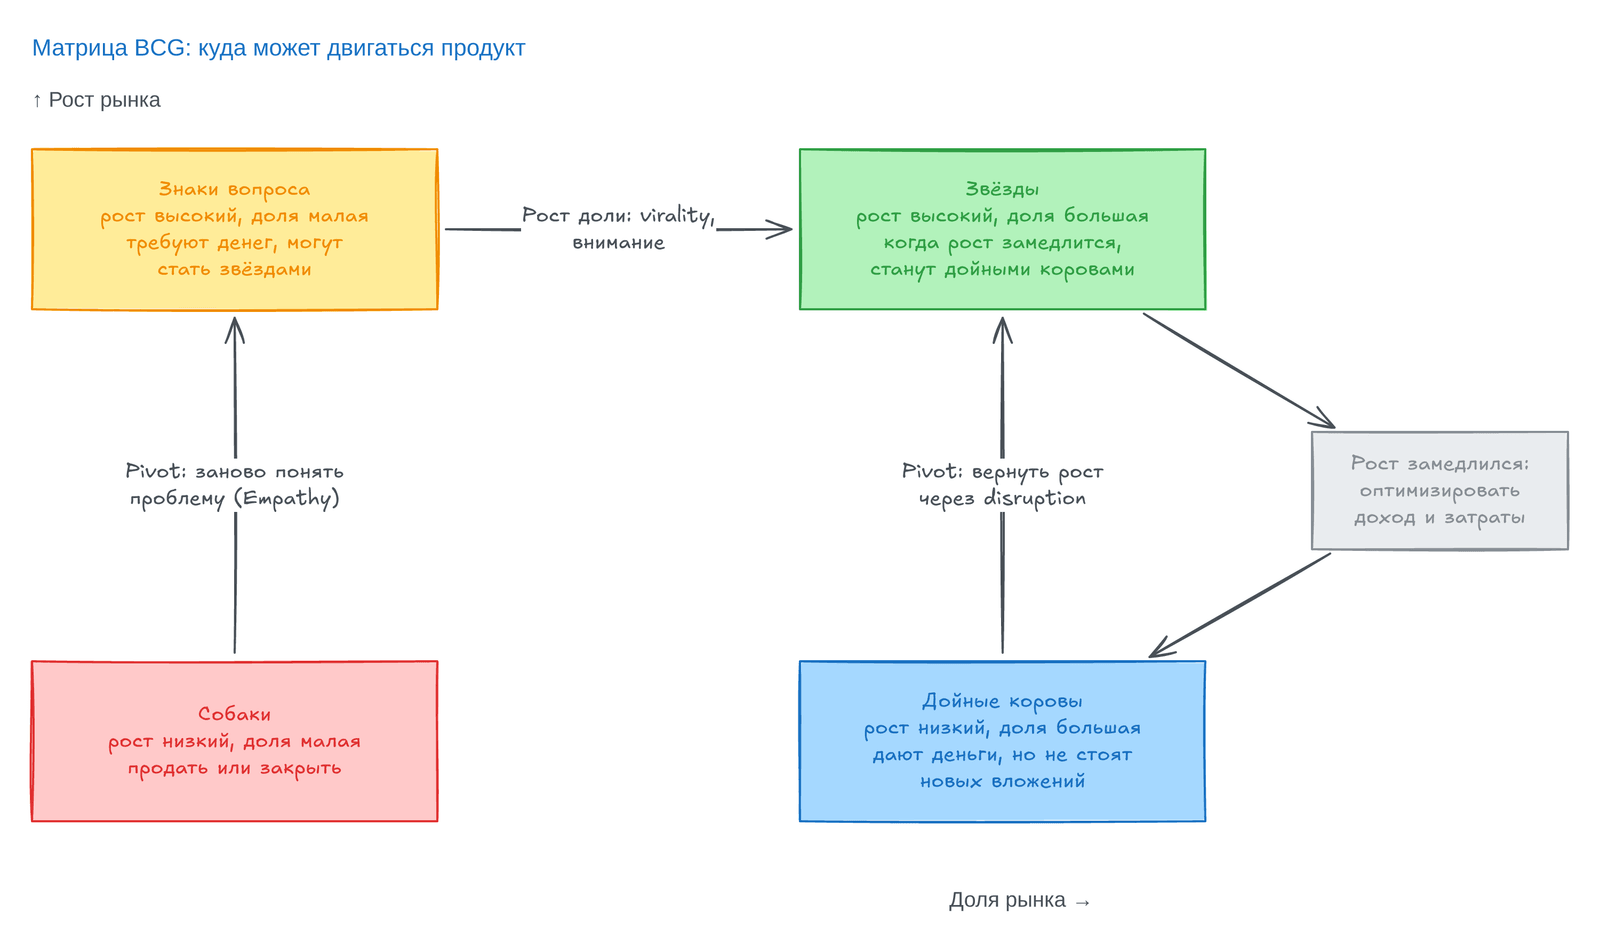 Матрица BCG: куда может двигаться продукт
↑ Рост рынка
Знаки вопроса
рост высокий, доля малая
требуют денег, могут
стать звёздами
Рост доли: virality,
внимание
Звёзды
рост высокий, доля большая
когда рост замедлится,
станут дойными коровами
Pivot: заново понять
проблему (Empathy)
Pivot: вернуть рост
через disruption
Рост замедлился:
оптимизировать
доход и затраты
Собаки
рост низкий, доля малая
продать или закрыть
Дойные коровы
рост низкий, доля большая
дают деньги, но не стоят
новых вложений
Доля рынка →